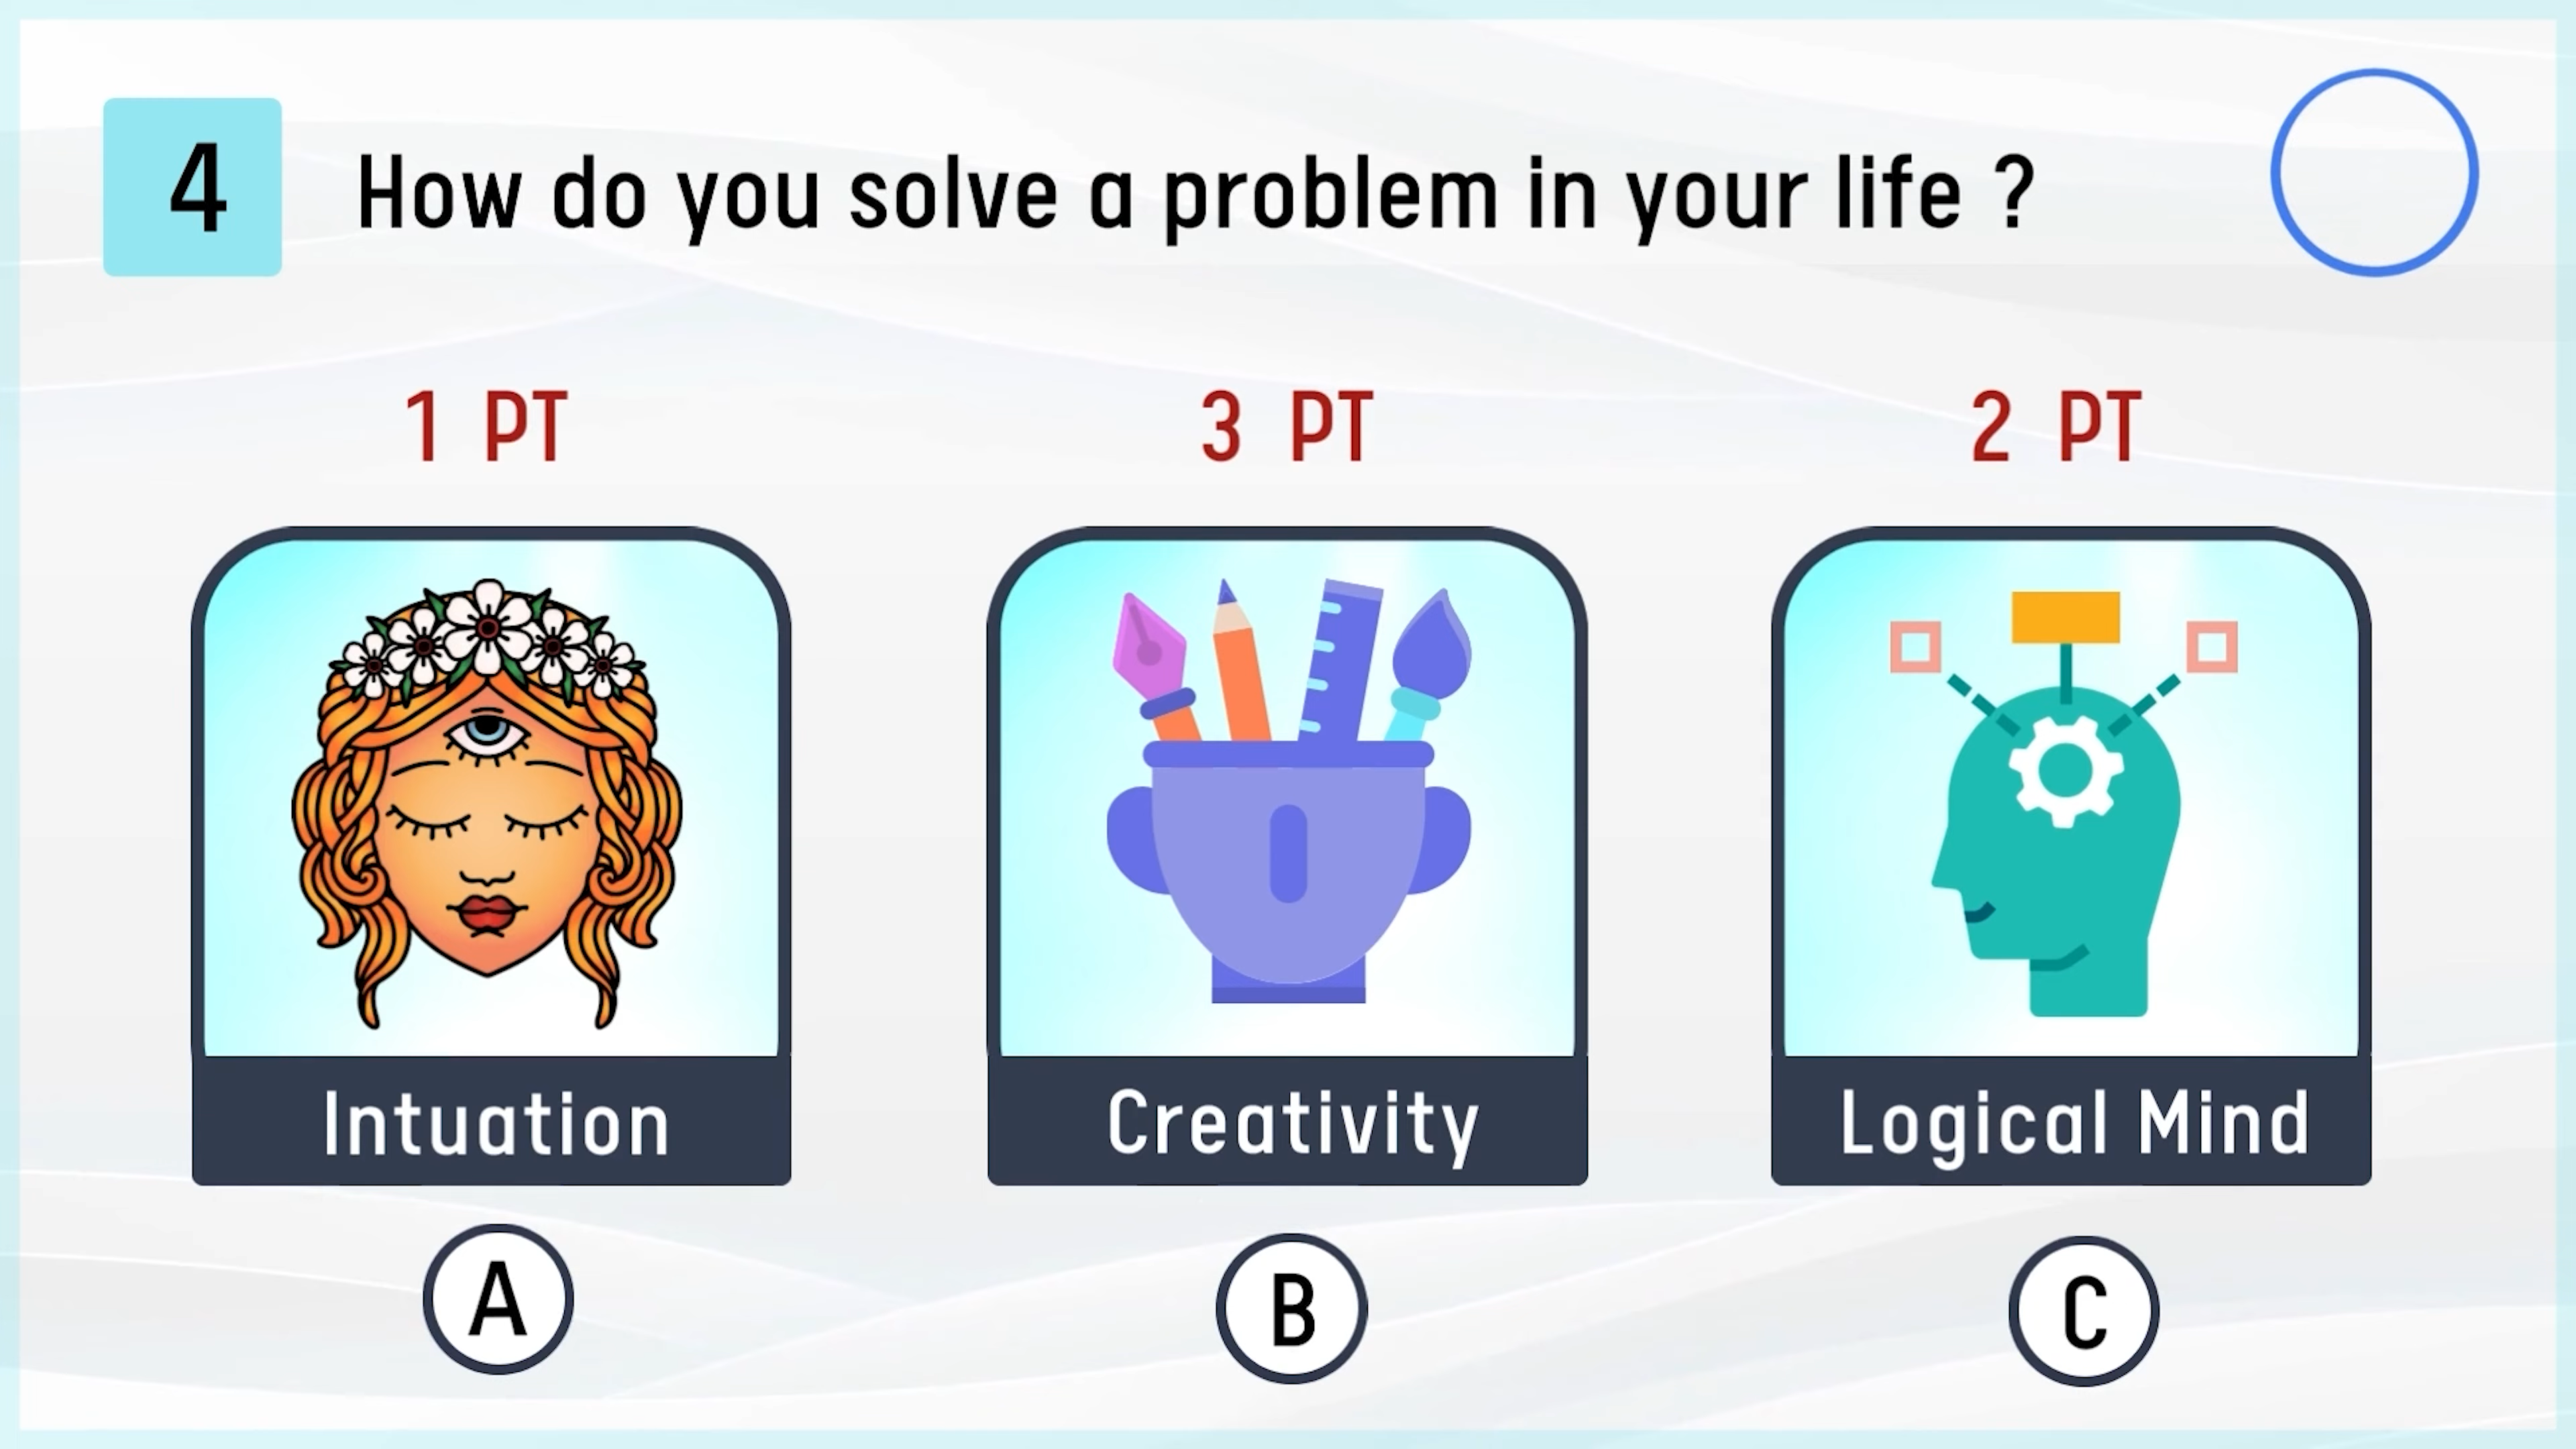 4
How do you solve a problem in your life ?
1 PT
3 PT
2 PT
Intuation
Creativity
Logical Mind
A
B
C